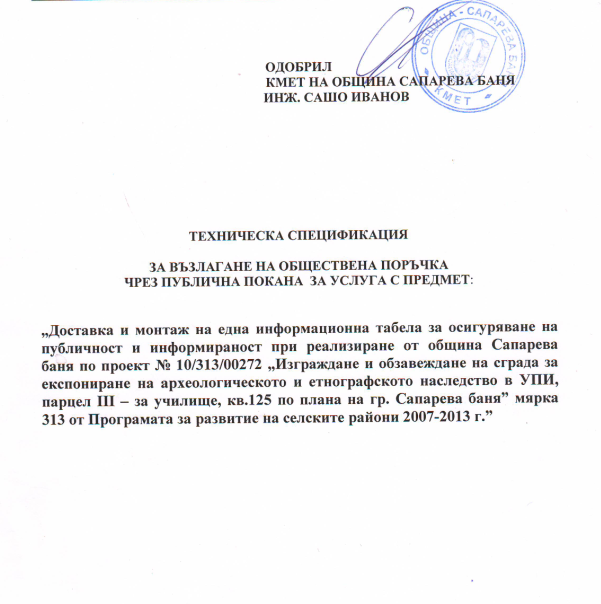 ОДОБРИЛ
КМЕТ НА ОБЩИНА САПАРЕВА БАНЯ
ИНЖ. САШО ИВАНОВ
ОБЩИНА - САПАРЕВА БАНЯ
КМЕТ
ТЕХНИЧЕСКА СПЕЦИФИКАЦИЯ
ЗА ВЪЗЛАГАНЕ НА ОБЩЕСТВЕНА ПОРЪЧКА
ЧРЕЗ ПУБЛИЧНА ПОКАНА ЗА УСЛУГА С ПРЕДМЕТ:
„Доставка и монтаж на една информационна табела за осигуряване на
публичност и информираност при реализиране от община Сапарева
баня по проект № 10/313/00272 „Изграждане и обзавеждане на сграда за
експониране на археологическото и етнографското наследство в УПИ,
парцел III – за училище, кв.125 по плана на гр. Сапарева баня” мярка
313 от Програмата за развитие на селските райони 2007-2013 г.”